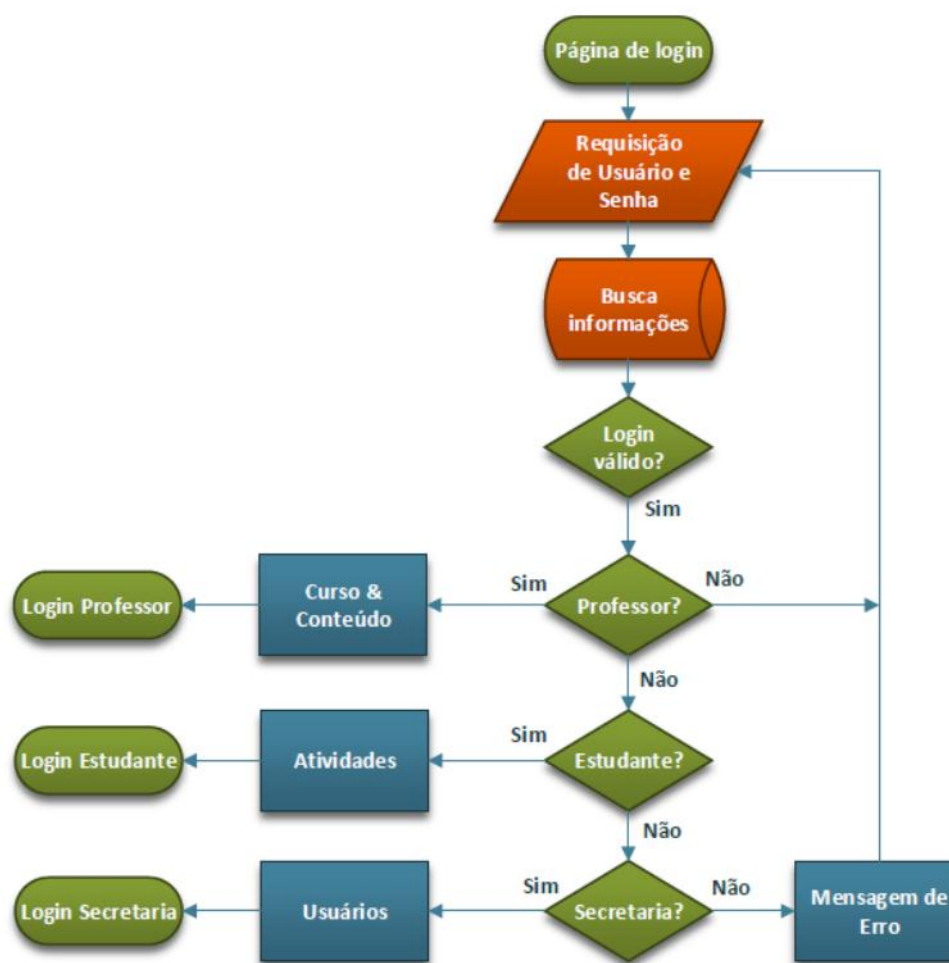 Página de login
Requisição
de Usuário e
Senha
Busca
informações
Login
válido?
Sim
Professor?
Sim
Não
Curso &
Conteúdo
Login Professor
Não
Estudante?
Sim
Atividades
Login Estudante
Não
Secretaria?
Sim
Não
Usuários
Login Secretaria
Mensagem de
Erro